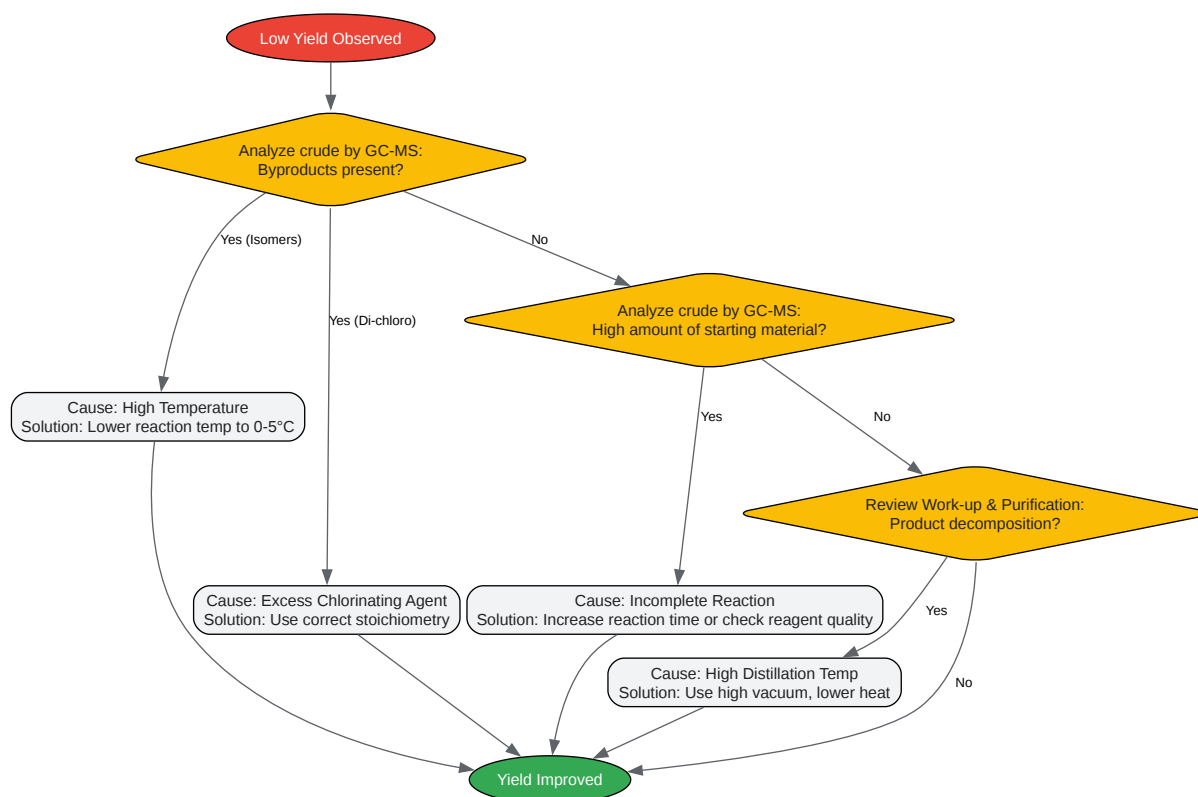 Low Yield Observed
Analyze crude by GC-MS:
Byproducts present?
Yes (Isomers)
No
Yes (Di-chloro)
Analyze crude by GC-MS:
High amount of starting material?
Cause: High Temperature
Solution: Lower reaction temp to 0-5°C
Yes
No
Review Work-up & Purification:
Product decomposition?
Cause: Excess Chlorinating Agent
Solution: Use correct stoichiometry
Cause: Incomplete Reaction
Solution: Increase reaction time or check reagent quality
Yes
Cause: High Distillation Temp
Solution: Use high vacuum, lower heat
No
Yield Improved